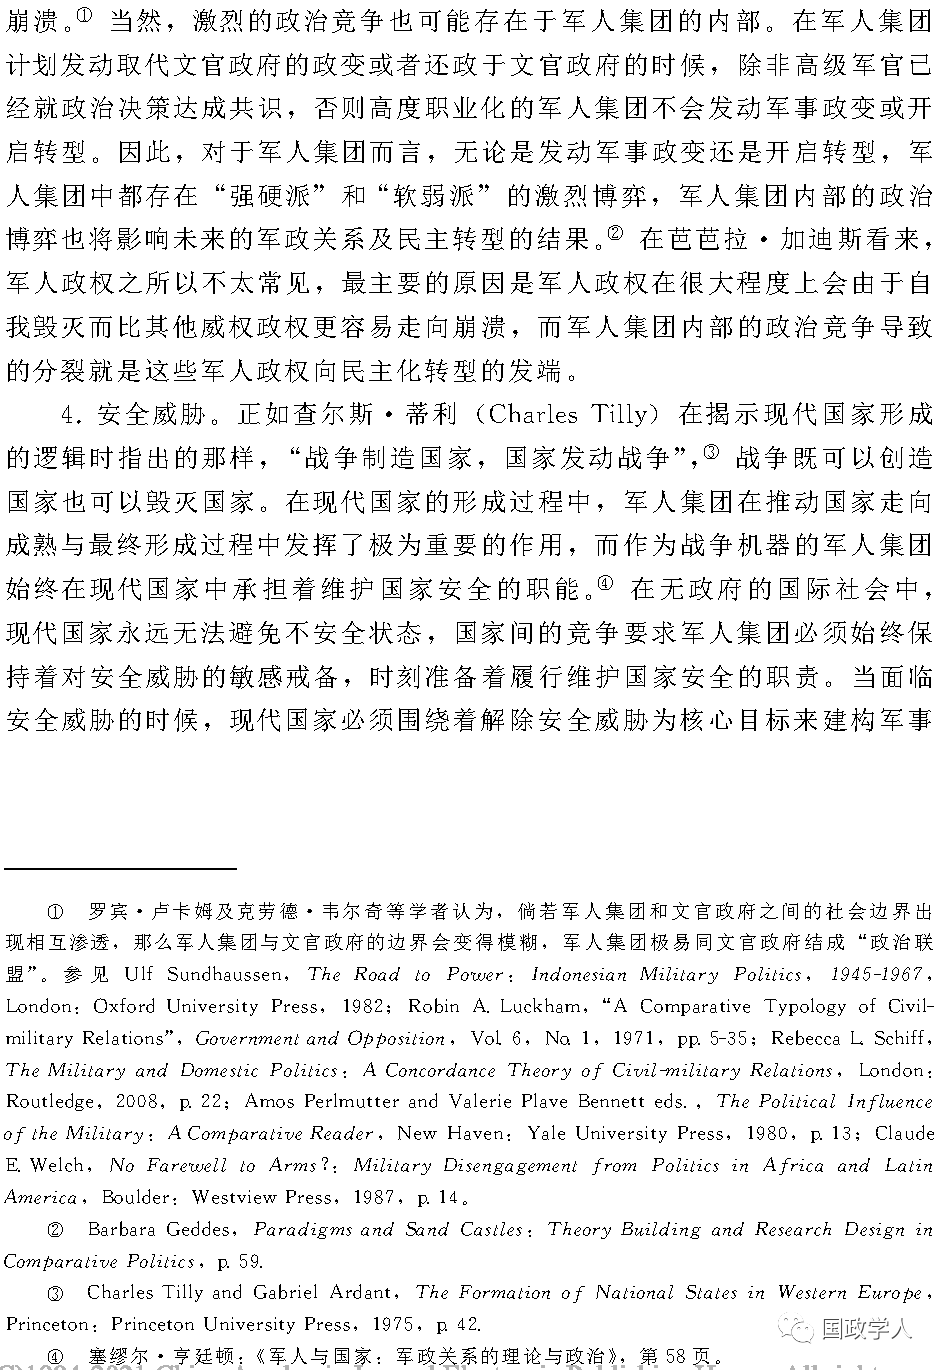 崩溃。① 当然，激烈的政治竞争也可能存在于军人集团的内部。在军人集团
计划发动取代文官政府的政变或者还政于文官政府的时候，除非高级军官已
经就政治决策达成共识，否则高度职业化的军人集团不会发动军事政变或开
启转型。因此，对于军人集团而言，无论是发动军事政变还是开启转型，军
人集团中都存在“强硬派”和“软弱派”的激烈博弈，军人集团内部的政治
博弈也将影响未来的军政关系及民主转型的结果。② 在芭芭拉·加迪斯看来，
军人政权之所以不太常见，最主要的原因是军人政权在很大程度上会由于自
我毁灭而比其他威权政权更容易走向崩溃，而军人集团内部的政治竞争导致
的分裂就是这些军人政权向民主化转型的发端。
4. 安全威胁。正如查尔斯·蒂利（Charles Tilly）在揭示现代国家形成
的逻辑时指出的那样，“战争制造国家，国家发动战争”，③ 战争既可以创造
国家也可以毁灭国家。在现代国家的形成过程中，军人集团在推动国家走向
成熟与最终形成过程中发挥了极为重要的作用，而作为战争机器的军人集团
始终在现代国家中承担着维护国家安全的职能。④ 在无政府的国际社会中，
现代国家永远无法避免不安全状态，国家间的竞争要求军人集团必须始终保
持着对安全威胁的敏感戒备，时刻准备着履行维护国家安全的职责。当面临
安全威胁的时候，现代国家必须围绕着解除安全威胁为核心目标来建构军事
① 罗宾·卢卡姆及克劳德·韦尔奇等学者认为，倘若军人集团和文官政府之间的社会边界出
现相互渗透，那么军人集团与文官政府的边界会变得模糊，军人集团极易同文官政府结成“政治联
盟”。参见 Ulf Sundhaussen, The Road to Power: Indonesian Military Politics, 1945-1967,
London: Oxford University Press, 1982; Robin A. Luckham, “A Comparative Typology of Civil-
military Relations”, Government and Opposition, Vol. 6, No. 1, 1971, pp. 5-35; Rebecca L. Schiff,
The Military and Domestic Politics: A Concordance Theory of Civil-military Relations, London:
Routledge, 2008, p. 22; Amos Perlmutter and Valerie Plave Bennett eds., The Political Influence
of the Military: A Comparative Reader, New Haven: Yale University Press, 1980, p. 13; Claude
E. Welch, No Farewell to Arms?: Military Disengagement from Politics in Africa and Latin
America, Boulder: Westview Press, 1987, p. 14。
② Barbara Geddes, Paradigms and Sand Castles: Theory Building and Research Design in
Comparative Politics, p. 59.
③ Charles Tilly and Gabriel Ardant, The Formation of National States in Western Europe,
Princeton: Princeton University Press, 1975, p. 42.
国政学人
④ 塞缪尔·亨廷顿：《军人与国家：军政关系的理论与政治》，第 58 页。